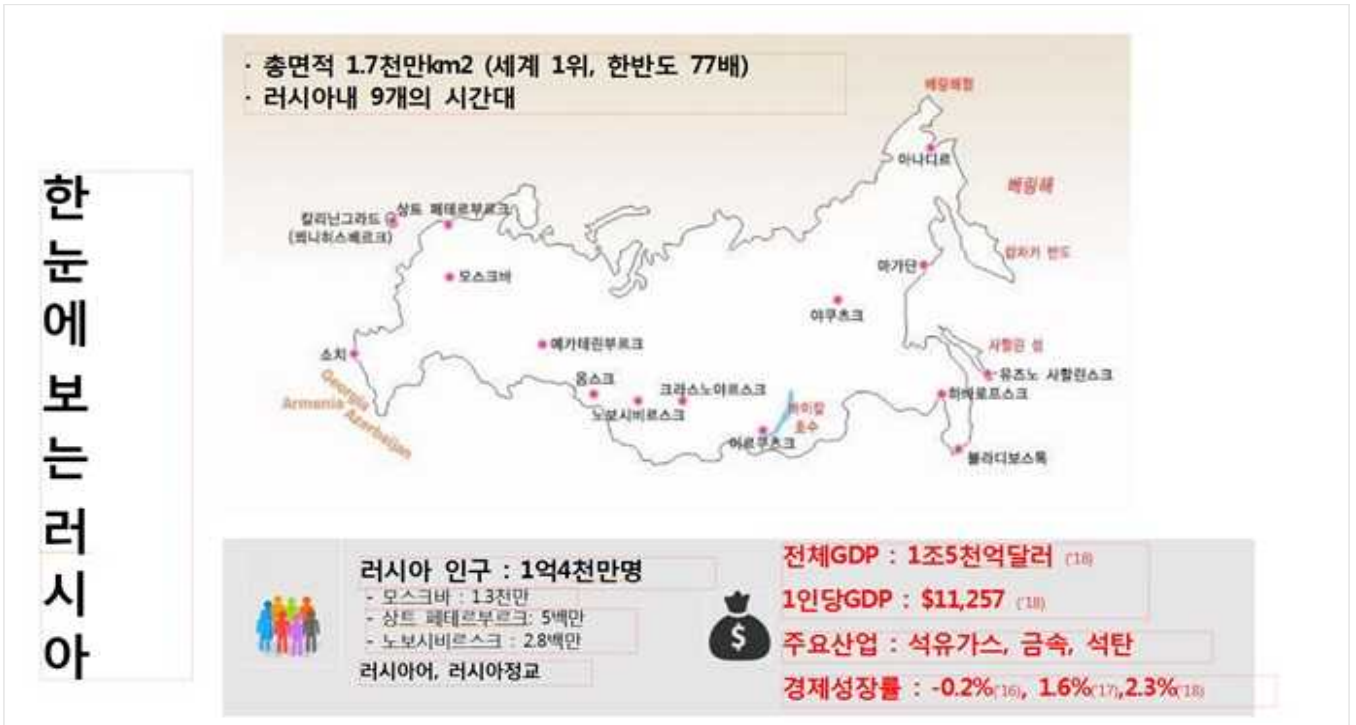 한눈에 보는 러시아
· 총면적 1.7천만km2 (세계 1위, 한반도 77배)
· 러시아내 9개의 시간대
베링해협
아나디르
베링해
상트 페테르부르크
칼리닌그라드
(쾨니히스베르크)
캄차카 반도
마가단
모스크바
야쿠츠크
사할린 섬
예카테린부르크
소치
유즈노 사할린스크
Georgia
옴스크
크라스노야르스크
하바로프스크
Armenia
Azerbaijan
노보시비르스크
바이칼
호수
이르쿠츠크
블라디보스톡
러시아 인구 : 1억4천만명
- 모스크바 : 1.3천만
- 상트 페테르부르크: 5백만
- 노보시비르스크 : 2.8백만
러시아어, 러시아정교
$
전체GDP : 1조5천억달러 ('18)
1인당GDP : $11,257 ('18)
주요산업 : 석유가스, 금속, 석탄
경제성장률 : -0.2%('16), 1.6%('17),2.3%('18)